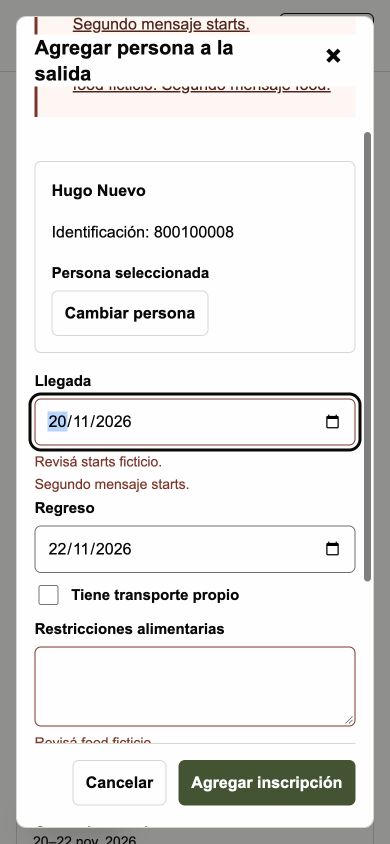 Segundo mensaje starts.
Agregar persona a la
salida
food ficticio. Segundo mensaje food.
Hugo Nuevo
Identificación: 800100008
Persona seleccionada
Cambiar persona
Llegada
20/11/2026
Revisá starts ficticio.
Segundo mensaje starts.
Regreso
22/11/2026
Tiene transporte propio
Restricciones alimentarias
Revisá food ficticio.
Cancelar
Agregar inscripción
20–22 nov. 2026